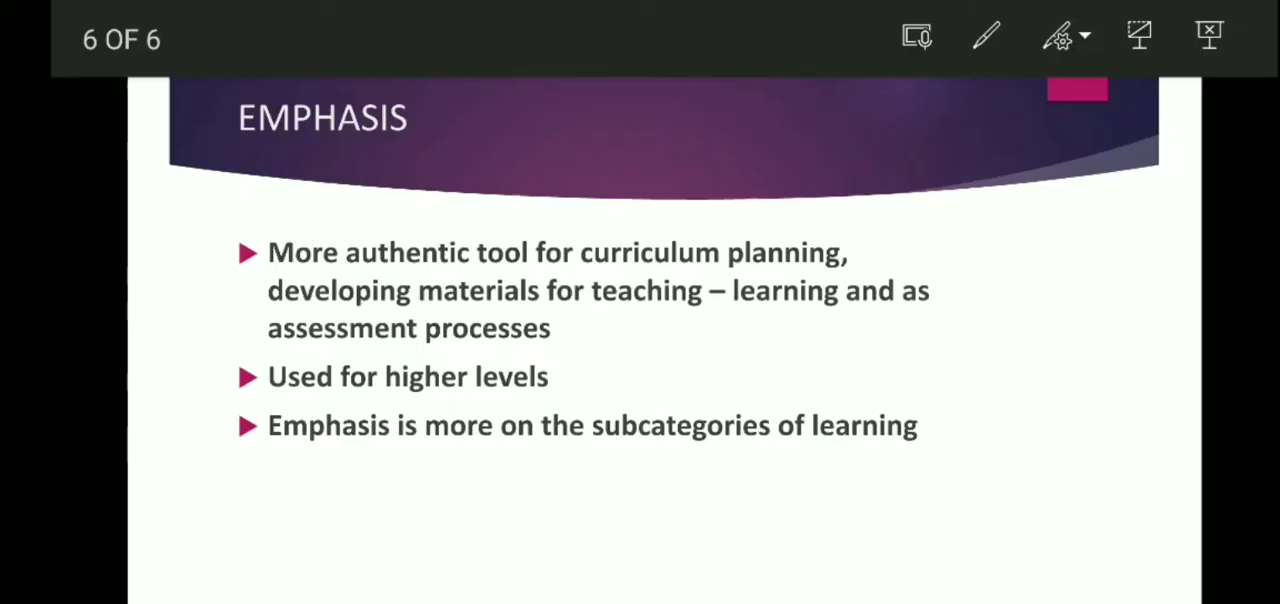 6 OF 6
EMPHASIS
More authentic tool for curriculum planning,
developing materials for teaching – learning and as
assessment processes
Used for higher levels
Emphasis is more on the subcategories of learning